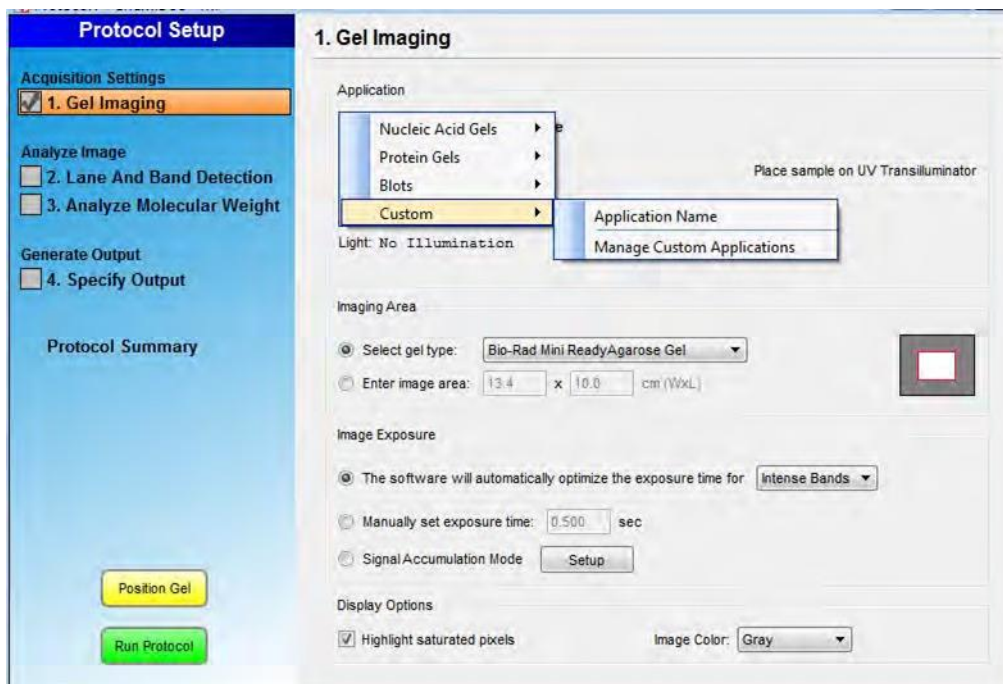 Protocol Setup
Acquisition Settings
1. Gel Imaging
Analyze Image
2. Lane And Band Detection
3. Analyze Molecular Weight
Generate Output
4. Specify Output
Protocol Summary
Position Gel
Run Protocol
1. Gel Imaging
Application
Nucleic Acid Gels
Protein Gels
Blots
Custom
Application Name
Manage Custom Applications
Place sample on UV Transilluminator
Light: No Illumination
Imaging Area
Select gel type: Bio-Rad Mini ReadyAgarose Gel
Enter image area: 13.4 x 10.0 cm (WxL)
Image Exposure
The software will automatically optimize the exposure time for Intense Bands
Manually set exposure time: 0.500 sec
Signal Accumulation Mode Setup
Display Options
Highlight saturated pixels Image Color: Gray